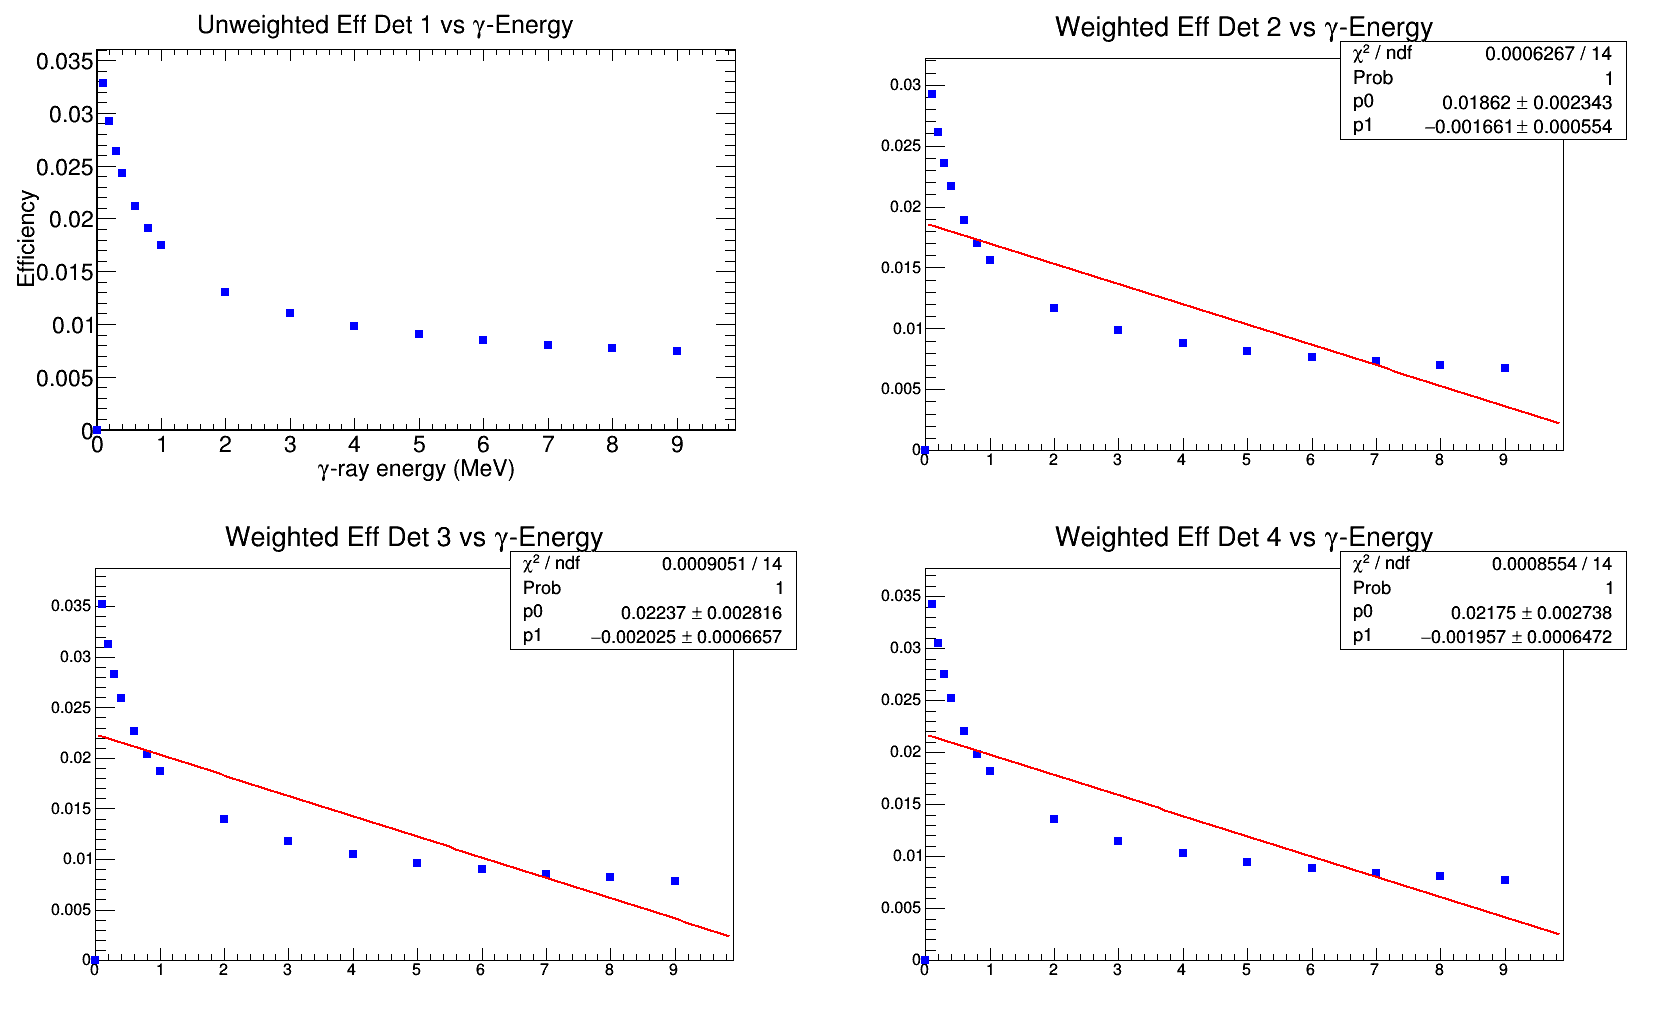 Unweighted Eff Det 1 vs γ-Energy
0.035
0.03
0.025
0.02
0.015
0.01
0.005
0
Efficiency
0 1 2 3 4 5 6 7 8 9
γ-ray energy (MeV)
Weighted Eff Det 2 vs γ-Energy
χ² / ndf 0.0006267 / 14
Prob 1
p0 0.01862 ± 0.002343
p1 −0.001661 ± 0.000554
0.03
0.025
0.02
0.015
0.01
0.005
0
0 1 2 3 4 5 6 7 8 9
Weighted Eff Det 3 vs γ-Energy
χ² / ndf 0.0009051 / 14
Prob 1
p0 0.02237 ± 0.002816
p1 −0.002025 ± 0.0006657
0.035
0.03
0.025
0.02
0.015
0.01
0.005
0
0 1 2 3 4 5 6 7 8 9
Weighted Eff Det 4 vs γ-Energy
χ² / ndf 0.0008554 / 14
Prob 1
p0 0.02175 ± 0.002738
p1 −0.001957 ± 0.0006472
0.035
0.03
0.025
0.02
0.015
0.01
0.005
0
0 1 2 3 4 5 6 7 8 9